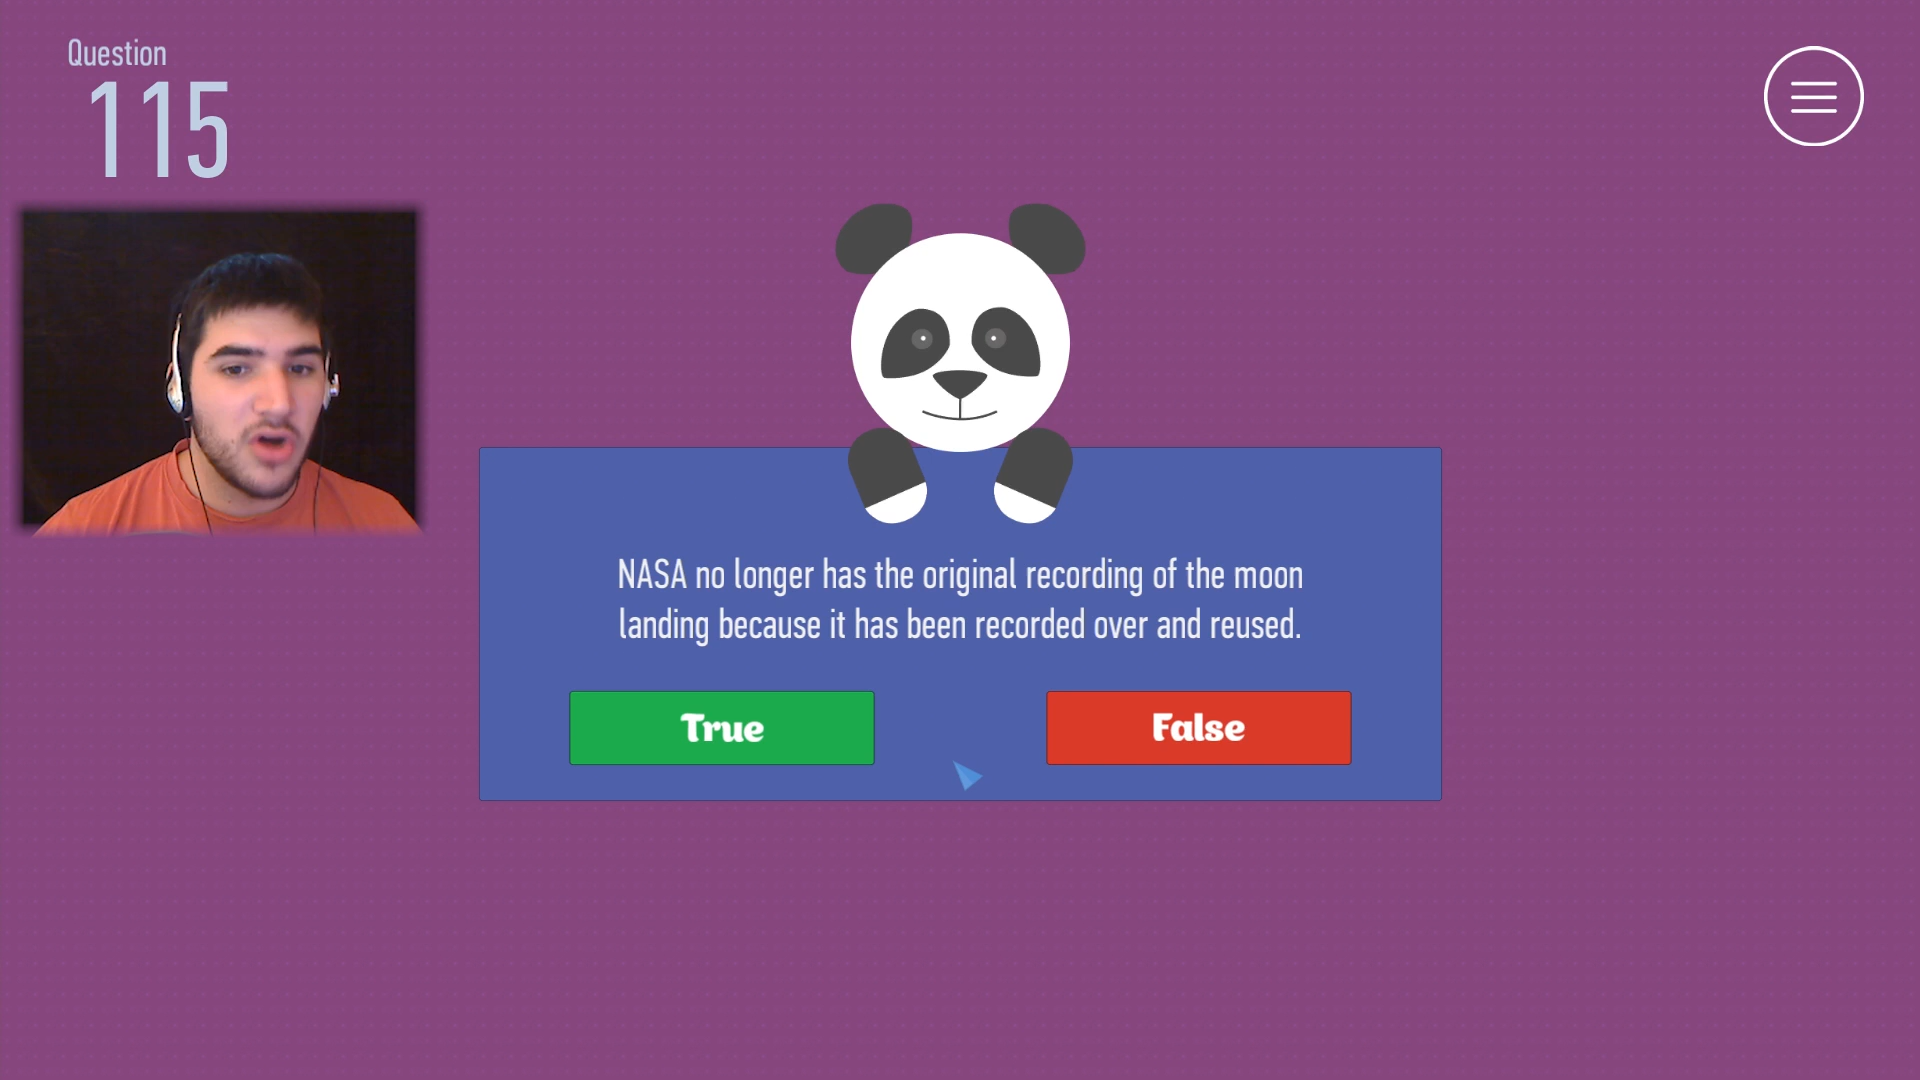 Question
115
NASA no longer has the original recording of the moon
landing because it has been recorded over and reused.
True
False